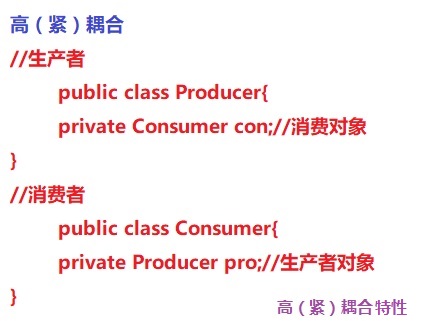 高（紧）耦合
//生产者
public class Producer{
private Consumer con;//消费对象
}
//消费者
public class Consumer{
private Producer pro;//生产者对象
}
高（紧）耦合特性